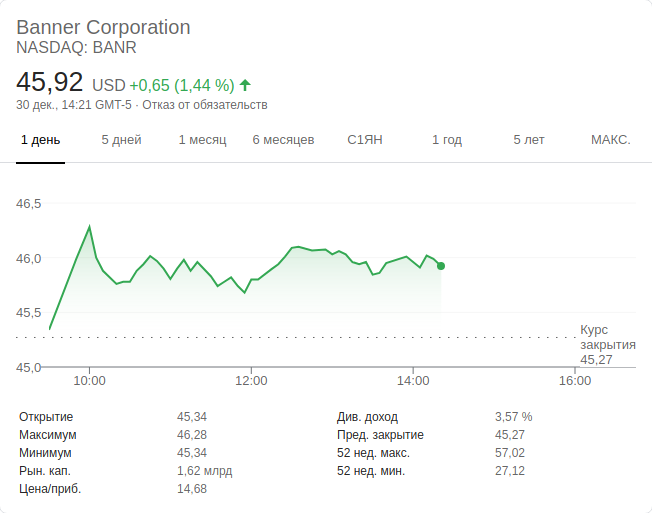 Banner Corporation
NASDAQ: BANR
45,92 USD +0,65 (1,44 %)
30 дек., 14:21 GMT-5 · Отказ от обязательств
1 день 5 дней 1 месяц 6 месяцев С1ЯН 1 год 5 лет МАКС.
46,5
46,0
45,5
Курс
закрытия
45,27
45,0
10:00 12:00 14:00 16:00
Открытие 45,34 Див. доход 3,57 %
Максимум 46,28 Пред. закрытие 45,27
Минимум 45,34 52 нед. макс. 57,02
Рын. кап. 1,62 млрд 52 нед. мин. 27,12
Цена/приб. 14,68